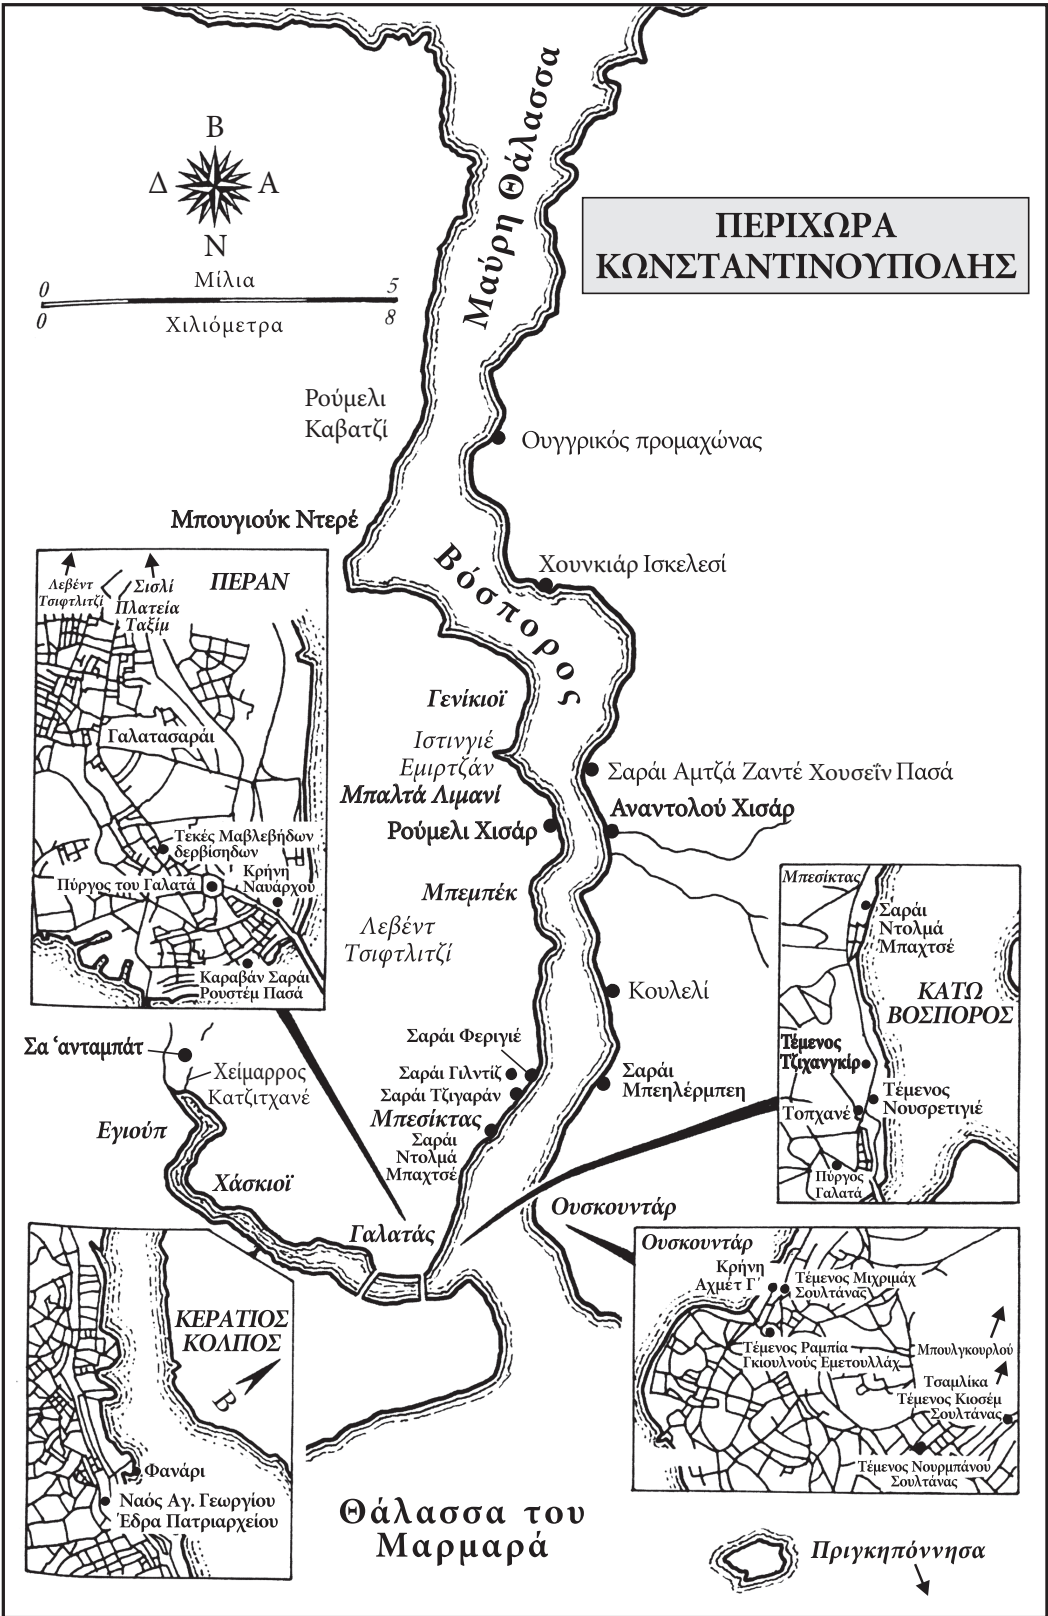 Β
Δ
Α
Ν
Μίλια
0
5
0
8
Χιλιόμετρα
Μαύρη Θάλασσα
ΠΕΡΙΧΩΡΑ
ΚΩΝΣΤΑΝΤΙΝΟΥΠΟΛΗΣ
Ρούμελι
Καβατζί
Ουγγρικός προμαχώνας
Μπουγιούκ Ντερέ
Βόσπορος
Χουνκιάρ Ισκελεσί
Λεβέντ
Τσιφτλιτζί
Σισλί
Πλατεία
Ταξίμ
ΠΕΡΑΝ
Γαλατασαράι
Τεκές Μαβλεβήδων
δερβίσηδων
Κρήνη
Ναυάρχου
Πύργος του Γαλατά
Καραβάν Σαράι
Ρουστέμ Πασά
Γενίκιοϊ
Ιστινγιέ
Εμιρτζάν
Μπαλτά Λιμανί
Σαράι Αμτζά Ζαντέ Χουσεΐν Πασά
Αναντολού Χισάρ
Ρούμελι Χισάρ
Μπεμπέκ
Λεβέντ
Τσιφτλιτζί
Κουλελί
Μπεσίκτας
Σαράι
Ντολμά
Μπαχτσέ
ΚΑΤΩ
ΒΟΣΠΟΡΟΣ
Τέμενος
Τζιχανγκίρ
Τέμενος
Νουσρετιγιέ
Τοπχανέ
Πύργος
Γαλατά
Σα ‘ανταμπάτ
Χείμαρρος
Κατζιτχανέ
Σαράι Φεριγιέ
Σαράι Γιλντίζ
Σαράι Τζιγαράν
Μπεσίκτας
Σαράι
Ντολμά
Μπαχτσέ
Σαράι
Μπεηλέρμπεη
Εγιούπ
Χάσκιοϊ
Γαλατάς
Ουσκουντάρ
ΚΕΡΑΤΙΟΣ
ΚΟΛΠΟΣ
Β
Φανάρι
Ναός Αγ. Γεωργίου
Έδρα Πατριαρχείου
Ουσκουντάρ
Κρήνη
Αχμέτ Γ΄
Τέμενος Μιχριμάχ
Σουλτάνας
Τέμενος Ραμπία
Γκιουλνούς Εμετουλλάχ
Μπουλγκουρλού
Τσαμλίκα
Τέμενος Κιοσέμ
Σουλτάνας
Τέμενος Νουρμπάνου
Σουλτάνας
Θάλασσα του
Μαρμαρά
Πριγκηπόννησα